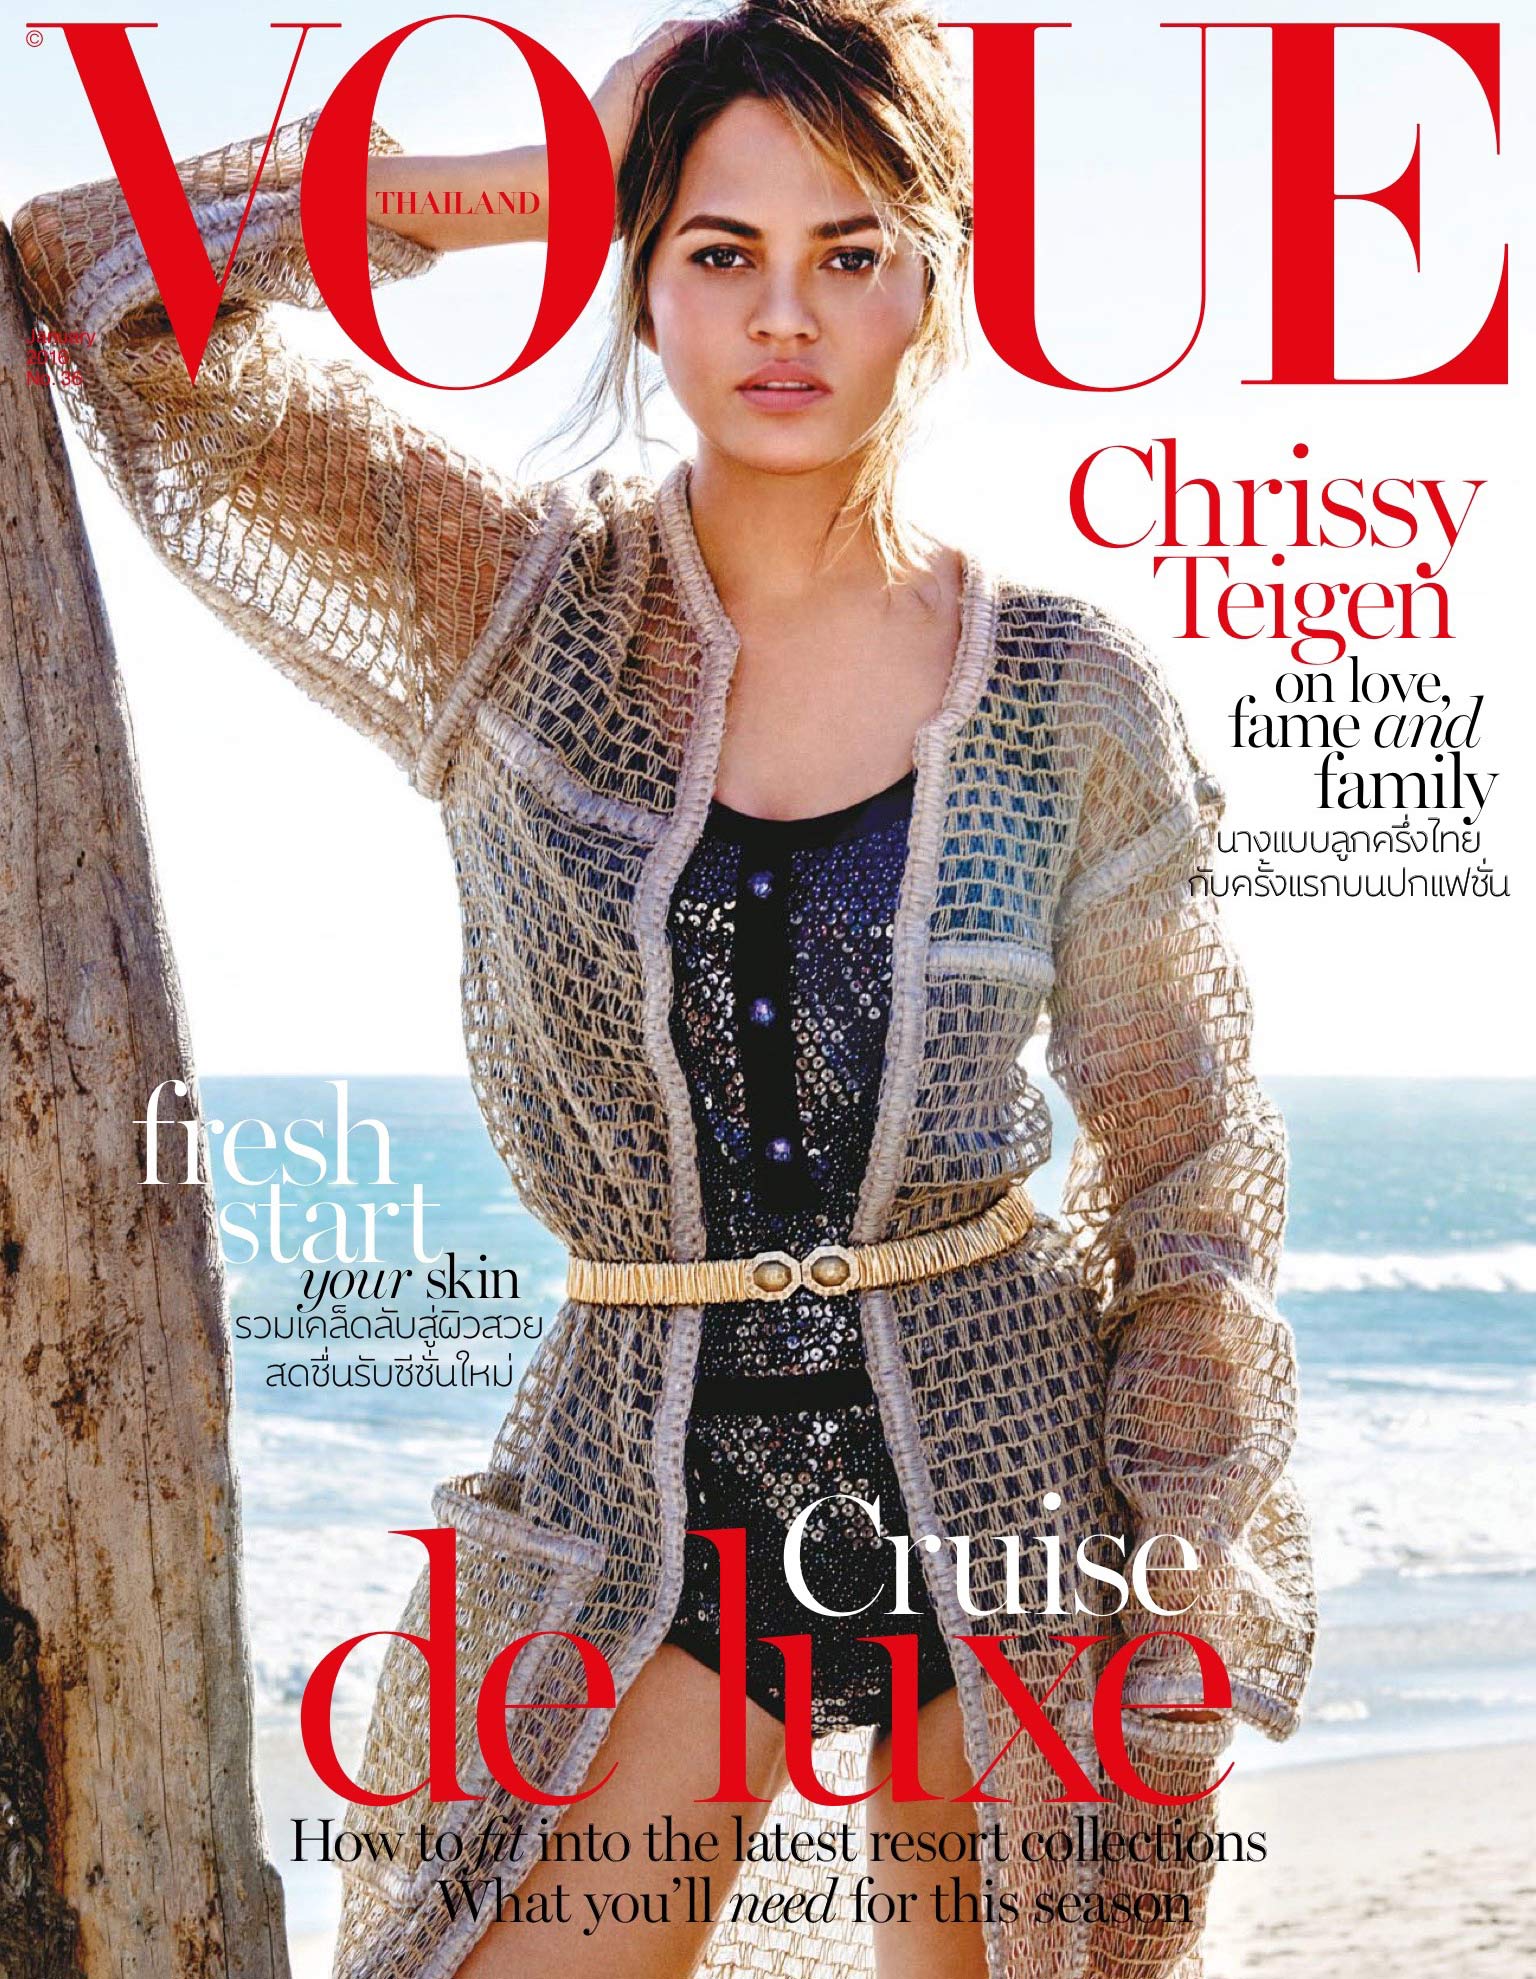 ©
VOGUE
THAILAND
January
2016
No. 36
Chrissy
Teigen
on love,
fame and
family
นางแบบลูกครึ่งไทย
กับครั้งแรกบนปกแฟชั่น
fresh
start
your skin
รวมเคล็ดลับสู่ผิวสวย
สดชื่นรับซีซั่นใหม่
Cruise
de luxe
How to fit into the latest resort collections
What you'll need for this season